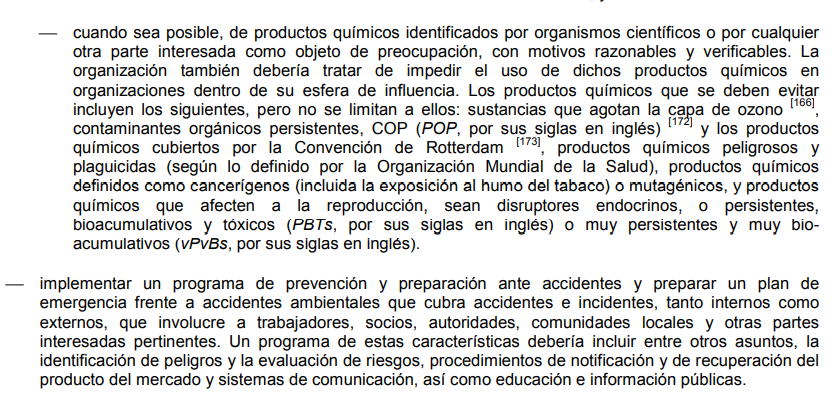 — cuando sea posible, de productos químicos identificados por organismos científicos o por cualquier
otra parte interesada como objeto de preocupación, con motivos razonables y verificables. La
organización también debería tratar de impedir el uso de dichos productos químicos en
organizaciones dentro de su esfera de influencia. Los productos químicos que se deben evitar
incluyen los siguientes, pero no se limitan a ellos: sustancias que agotan la capa de ozono [166],
contaminantes orgánicos persistentes, COP (POP, por sus siglas en inglés) [172] y los productos
químicos cubiertos por la Convención de Rotterdam [173], productos químicos peligrosos y
plaguicidas (según lo definido por la Organización Mundial de la Salud), productos químicos
definidos como cancerígenos (incluida la exposición al humo del tabaco) o mutagénicos, y productos
químicos que afecten a la reproducción, sean disruptores endocrinos, o persistentes,
bioacumulativos y tóxicos (PBTs, por sus siglas en inglés) o muy persistentes y muy bio-
acumulativos (vPvBs, por sus siglas en inglés).
— implementar un programa de prevención y preparación ante accidentes y preparar un plan de
emergencia frente a accidentes ambientales que cubra accidentes e incidentes, tanto internos como
externos, que involucre a trabajadores, socios, autoridades, comunidades locales y otras partes
interesadas pertinentes. Un programa de estas características debería incluir entre otros asuntos, la
identificación de peligros y la evaluación de riesgos, procedimientos de notificación y de recuperación del
producto del mercado y sistemas de comunicación, así como educación e información públicas.